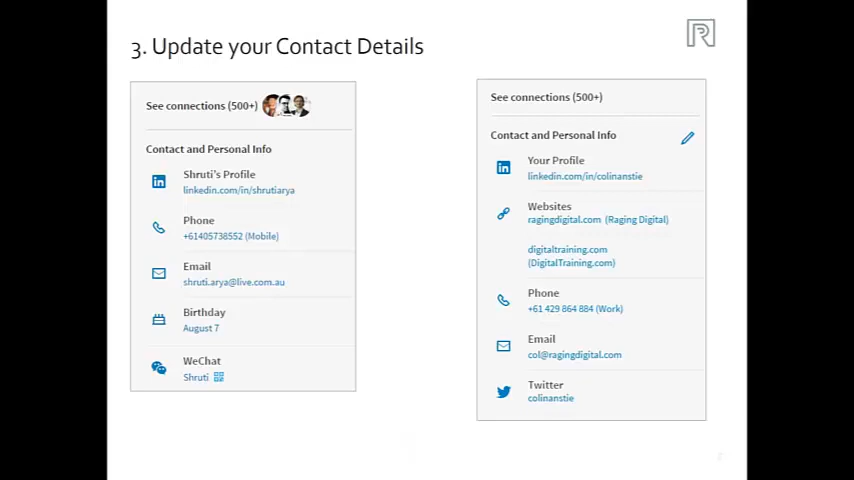 3. Update your Contact Details
See connections (500+)
Contact and Personal Info
Shruti's Profile
linkedin.com/in/shrutiarya
Phone
+61405738552 (Mobile)
Email
shruti.arya@live.com.au
Birthday
August 7
WeChat
Shruti
See connections (500+)
Contact and Personal Info
Your Profile
linkedin.com/in/colinanstie
Websites
ragingdigital.com (Raging Digital)
digitaltraining.com
(DigitalTraining.com)
Phone
+61 429 864 884 (Work)
Email
col@ragingdigital.com
Twitter
colinanstie